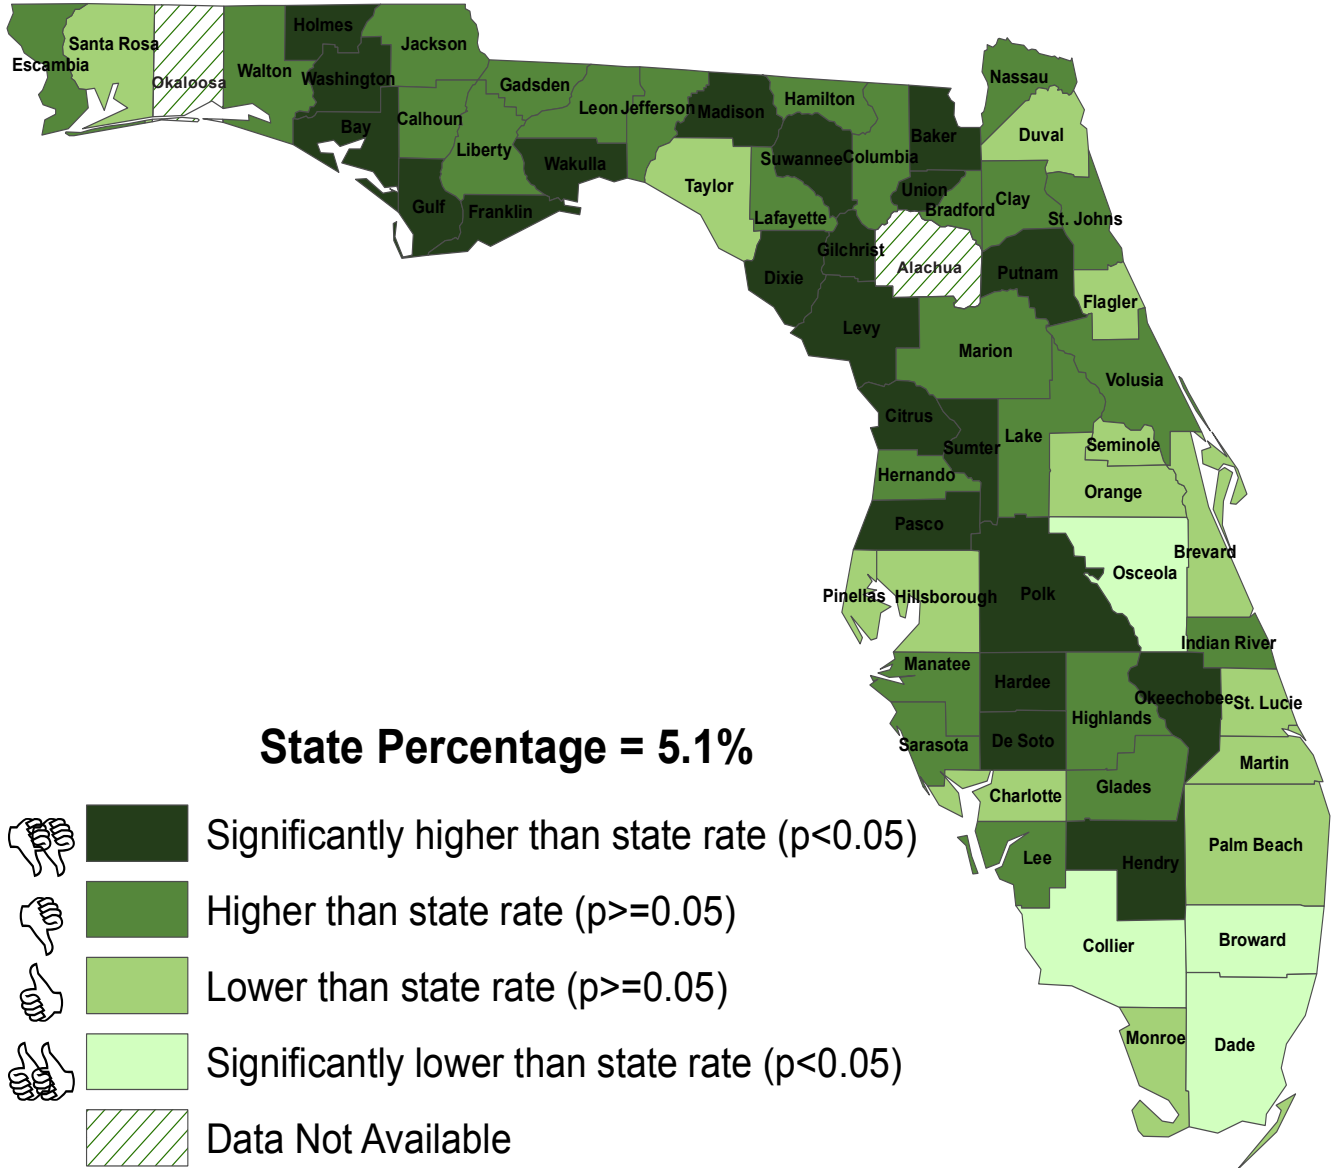 Holmes
Jackson
Santa Rosa
Escambia
Okaloosa
Walton
Washington
Gadsden
Leon
Jefferson
Madison
Hamilton
Nassau
Calhoun
Bay
Liberty
Wakulla
Suwannee
Columbia
Baker
Duval
Taylor
Union
Bradford
Clay
Gulf
Franklin
Lafayette
St. Johns
Gilchrist
Dixie
Alachua
Putnam
Flagler
Levy
Marion
Volusia
Citrus
Sumter
Lake
Seminole
Hernando
Orange
Pasco
Brevard
Osceola
Pinellas
Hillsborough
Polk
Indian River
Manatee
Hardee
Okeechobee
St. Lucie
Highlands
Sarasota
De Soto
Martin
Charlotte
Glades
Palm Beach
Lee
Hendry
Collier
Broward
Monroe
Dade
State Percentage = 5.1%
Significantly higher than state rate (p<0.05)
Higher than state rate (p>=0.05)
Lower than state rate (p>=0.05)
Significantly lower than state rate (p<0.05)
Data Not Available